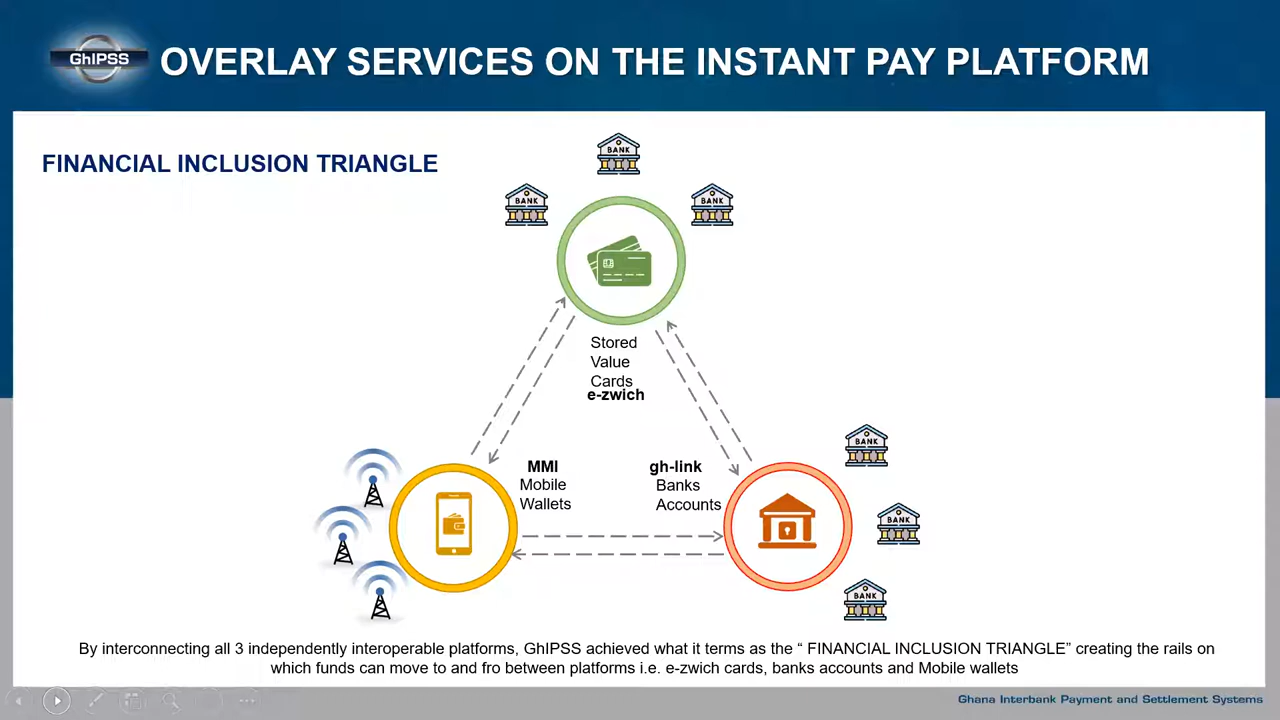 GhIPSS
OVERLAY SERVICES ON THE INSTANT PAY PLATFORM
FINANCIAL INCLUSION TRIANGLE
BANK
BANK
BANK
Stored
Value
Cards
e-zwich
MMI
Mobile
Wallets
gh-link
Banks
Accounts
BANK
BANK
BANK
By interconnecting all 3 independently interoperable platforms, GhIPSS achieved what it terms as the “ FINANCIAL INCLUSION TRIANGLE” creating the rails on
which funds can move to and fro between platforms i.e. e-zwich cards, banks accounts and Mobile wallets
Ghana Interbank Payment and Settlement Systems